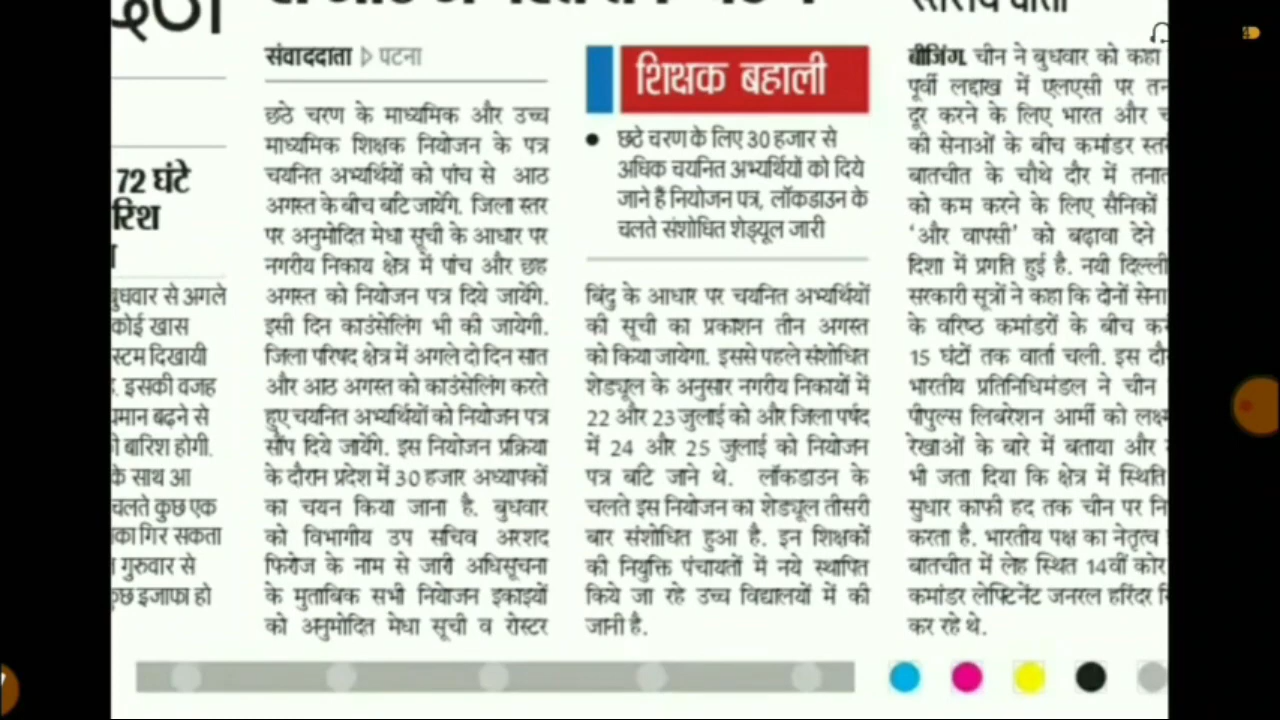 72 घंटे
बुधवार से अगले
कोई खास
दिखायी
इसकी वजह
बढ़ने से
बारिश होगी.
के साथ आ
चलते कुछ एक
गिर सकता
गुरुवार से
इजाफा हो
संवाददाता ▷ पटना
छठे चरण के माध्यमिक और उच्च
माध्यमिक शिक्षक नियोजन के पत्र
चयनित अभ्यर्थियों को पांच से आठ
अगस्त के बीच बांटे जायेंगे. जिला स्तर
पर अनुमोदित मेधा सूची के आधार पर
नगरीय निकाय क्षेत्र में पांच और छह
अगस्त को नियोजन पत्र दिये जायेंगे.
इसी दिन काउंसेलिंग भी की जायेगी.
जिला परिषद क्षेत्र में अगले दो दिन सात
और आठ अगस्त को काउंसेलिंग करते
हुए चयनित अभ्यर्थियों को नियोजन पत्र
सौंप दिये जायेंगे. इस नियोजन प्रक्रिया
के दौरान प्रदेश में 30 हजार अध्यापकों
का चयन किया जाना है. बुधवार
को विभागीय उप सचिव अरशद
फिरोज के नाम से जारी अधिसूचना
के मुताबिक सभी नियोजन इकाइयों
को अनुमोदित मेधा सूची व रोस्टर
शिक्षक बहाली
● छठे चरण के लिए 30 हजार से
अधिक चयनित अभ्यर्थियों को दिये
जाने हैं नियोजन पत्र, लॉकडाउन के
चलते संशोधित शेड्यूल जारी
बिंदु के आधार पर चयनित अभ्यर्थियों
की सूची का प्रकाशन तीन अगस्त
को किया जायेगा. इससे पहले संशोधित
शेड्यूल के अनुसार नगरीय निकायों में
22 और 23 जुलाई को और जिला पर्षद
में 24 और 25 जुलाई को नियोजन
पत्र बांटे जाने थे. लॉकडाउन के
चलते इस नियोजन का शेड्यूल तीसरी
बार संशोधित हुआ है. इन शिक्षकों
की नियुक्ति पंचायतों में नये स्थापित
किये जा रहे उच्च विद्यालयों में की
जानी है.
स्तरीय वार्ता
बीजिंग. चीन ने बुधवार को कहा
पूर्वी लद्दाख में एलएसी पर
दूर करने के लिए भारत और
की सेनाओं के बीच कमांडर
बातचीत के चौथे दौर में
को कम करने के लिए सैनिकों
‘और वापसी’ को बढ़ावा देने
दिशा में प्रगति हुई है. नयी दिल्ली
सरकारी सूत्रों ने कहा कि दोनों सेना
के वरिष्ठ कमांडरों के बीच
15 घंटों तक वार्ता चली. इस
भारतीय प्रतिनिधिमंडल ने चीन
पीपुल्स लिबरेशन आर्मी को
रेखाओं के बारे में बताया और
भी जता दिया कि क्षेत्र में स्थिति
सुधार काफी हद तक चीन पर
करता है. भारतीय पक्ष का नेतृत्व
बातचीत में लेह स्थित 14वीं कोर
कमांडर लेफ्टिनेंट जनरल हरिंदर
कर रहे थे.